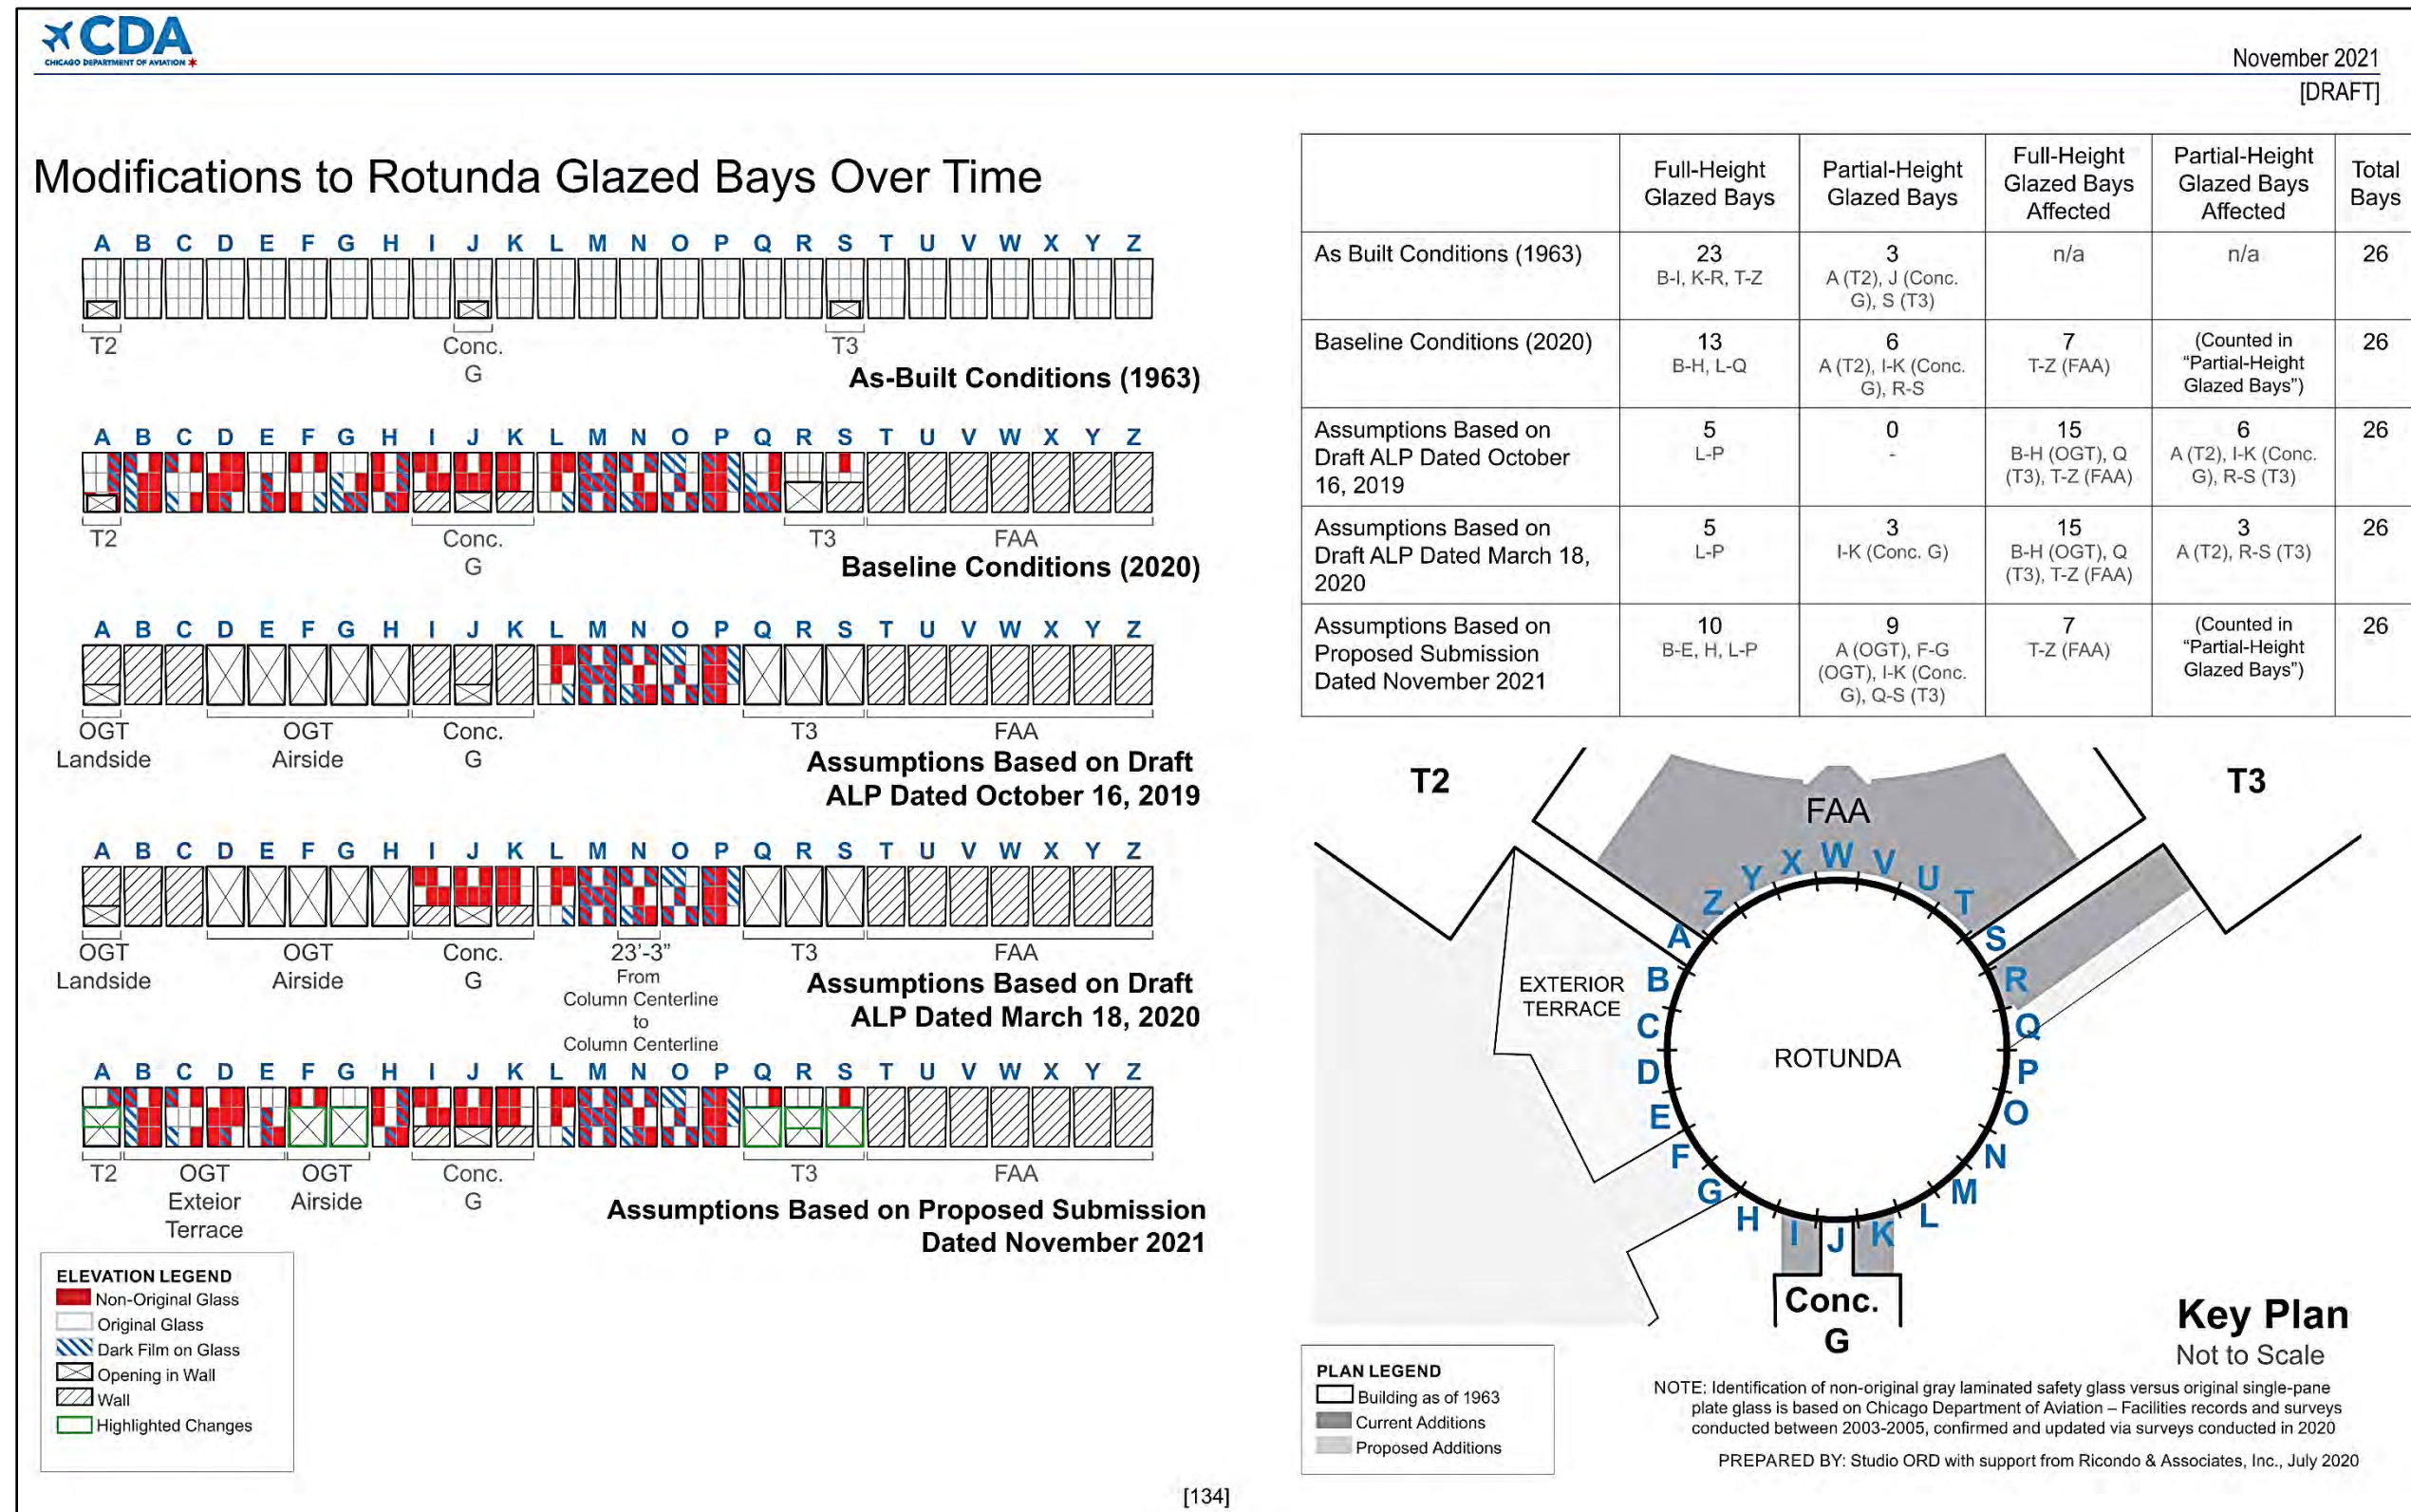 CDA
CHICAGO DEPARTMENT OF AVIATION
November 2021
[DRAFT]
Modifications to Rotunda Glazed Bays Over Time
A B C D E F G H I J K L M N O P Q R S T U V W X Y Z
T2
Conc.
G
T3
As-Built Conditions (1963)
A B C D E F G H I J K L M N O P Q R S T U V W X Y Z
T2
Conc.
G
T3
FAA
Baseline Conditions (2020)
A B C D E F G H I J K L M N O P Q R S T U V W X Y Z
OGT
Landside
OGT
Airside
Conc.
G
T3
FAA
Assumptions Based on Draft
ALP Dated October 16, 2019
A B C D E F G H I J K L M N O P Q R S T U V W X Y Z
OGT
Landside
OGT
Airside
Conc.
G
23'-3"
From
Column Centerline
to
Column Centerline
T3
FAA
Assumptions Based on Draft
ALP Dated March 18, 2020
A B C D E F G H I J K L M N O P Q R S T U V W X Y Z
T2
OGT
Exteior
Terrace
OGT
Airside
Conc.
G
T3
FAA
Assumptions Based on Proposed Submission
Dated November 2021
ELEVATION LEGEND
Non-Original Glass
Original Glass
Dark Film on Glass
Opening in Wall
Wall
Highlighted Changes
Full-Height
Glazed Bays
Partial-Height
Glazed Bays
Full-Height
Glazed Bays
Affected
Partial-Height
Glazed Bays
Affected
Total
Bays
As Built Conditions (1963)
23
B-I, K-R, T-Z
3
A (T2), J (Conc.
G), S (T3)
n/a
n/a
26
Baseline Conditions (2020)
13
B-H, L-Q
6
A (T2), I-K (Conc.
G), R-S
7
T-Z (FAA)
(Counted in
“Partial-Height
Glazed Bays”)
26
Assumptions Based on
Draft ALP Dated October
16, 2019
5
L-P
0
-
15
B-H (OGT), Q
(T3), T-Z (FAA)
6
A (T2), I-K (Conc.
G), R-S (T3)
26
Assumptions Based on
Draft ALP Dated March 18,
2020
5
L-P
3
I-K (Conc. G)
15
B-H (OGT), Q
(T3), T-Z (FAA)
3
A (T2), R-S (T3)
26
Assumptions Based on
Proposed Submission
Dated November 2021
10
B-E, H, L-P
9
A (OGT), F-G
(OGT), I-K (Conc.
G), Q-S (T3)
7
T-Z (FAA)
(Counted in
“Partial-Height
Glazed Bays”)
26
T2
T3
FAA
A
B
C
D
E
F
G
H
I
J
K
L
M
N
O
P
Q
R
S
T
U
V
W
X
Y
Z
EXTERIOR
TERRACE
ROTUNDA
Conc.
G
Key Plan
Not to Scale
PLAN LEGEND
Building as of 1963
Current Additions
Proposed Additions
NOTE: Identification of non-original gray laminated safety glass versus original single-pane
plate glass is based on Chicago Department of Aviation – Facilities records and surveys
conducted between 2003-2005, confirmed and updated via surveys conducted in 2020
PREPARED BY: Studio ORD with support from Ricondo & Associates, Inc., July 2020
[134]